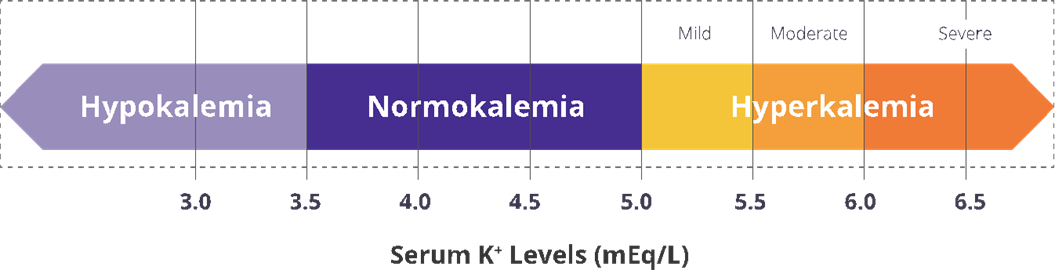 Mild Moderate Severe
Hypokalemia Normokalemia Hyperkalemia
3.0 3.5 4.0 4.5 5.0 5.5 6.0 6.5
Serum K⁺ Levels (mEq/L)